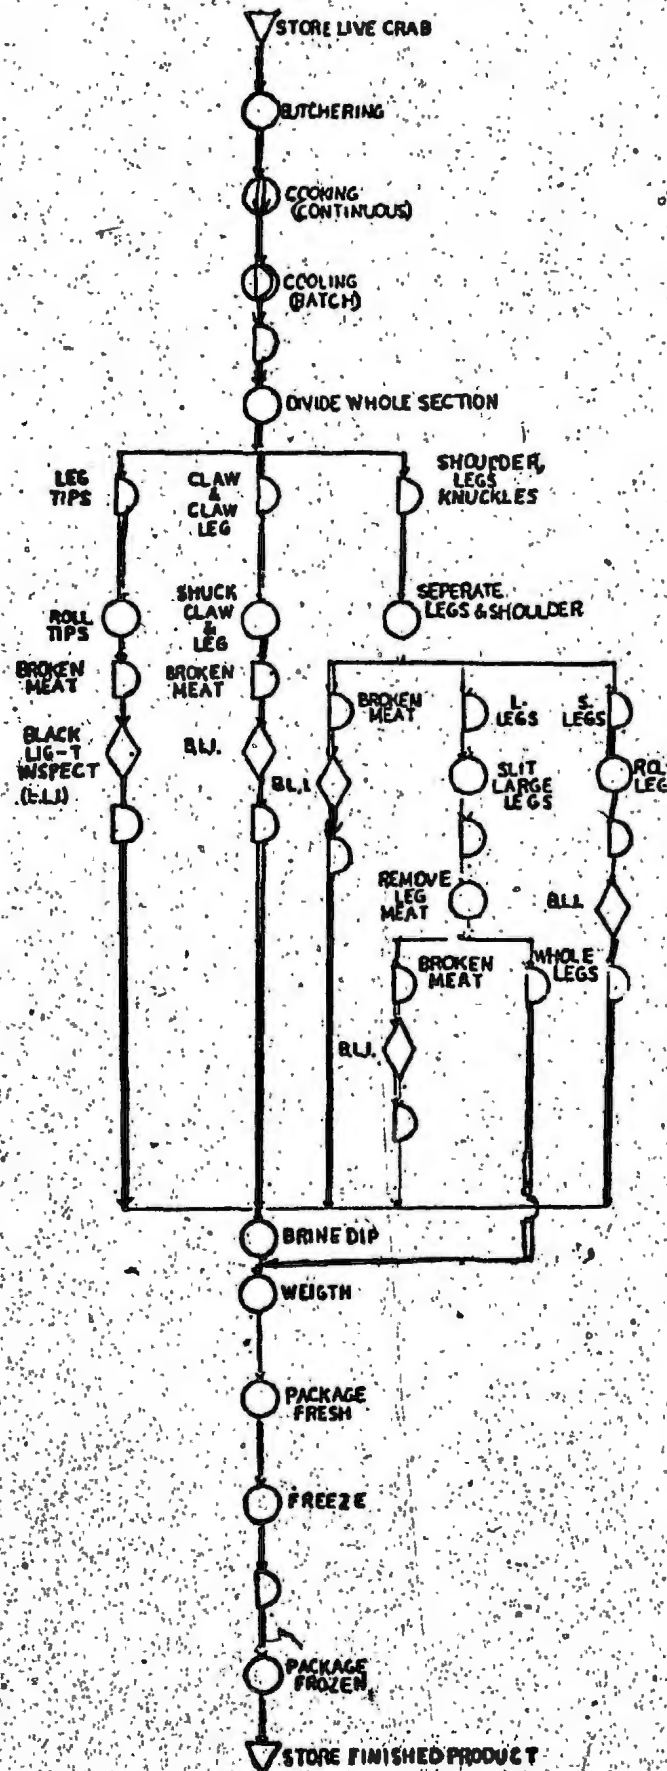 STORE LIVE CRAB
BUTCHERING
COOKING
(CONTINUOUS)
COOLING
(BATCH)
DIVIDE WHOLE SECTION
LEG
TIPS
CLAW
&
CLAW
LEG
SHOULDER,
LEGS
KNUCKLES
ROLL
TIPS
SHUCK
CLAW
&
LEG
SEPERATE
LEGS & SHOULDER
BROKEN
MEAT
BROKEN
MEAT
BROKEN
MEAT
L.
LEGS
S.
LEGS
BLACK
LIG-T
INSPECT
(B.L.I.)
B.L.I.
B.L.I.
SLIT
LARGE
LEGS
ROL
LEG
REMOVE
LEG
MEAT
B.L.I.
BROKEN
MEAT
WHOLE
LEGS
B.L.I.
BRINE DIP
WEIGTH
PACKAGE
FRESH
FREEZE
PACKAGE
FROZEN
STORE FINISHED PRODUCT